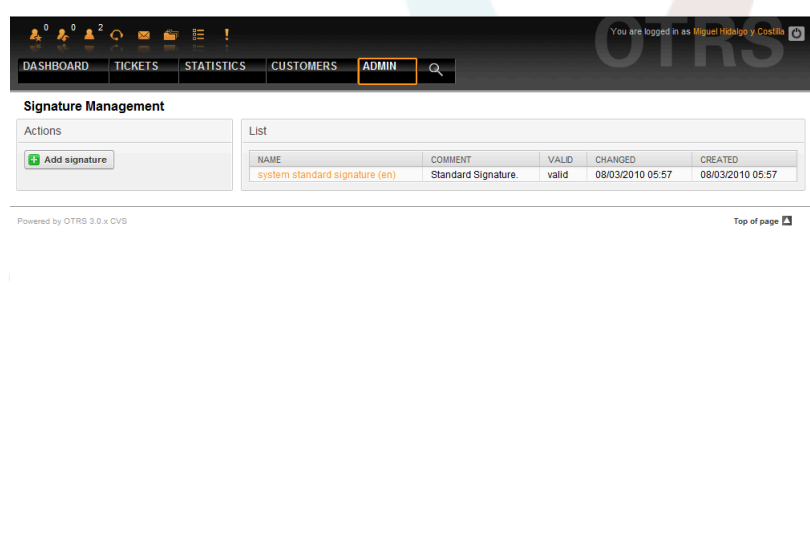 0 0 2
You are logged in as Miguel Hidalgo y Costilla
OTRS
DASHBOARD TICKETS STATISTICS CUSTOMERS ADMIN
Signature Management
Actions
Add signature
List
NAME COMMENT VALID CHANGED CREATED
system standard signature (en) Standard Signature. valid 08/03/2010 05:57 08/03/2010 05:57
Powered by OTRS 3.0.x CVS
Top of page